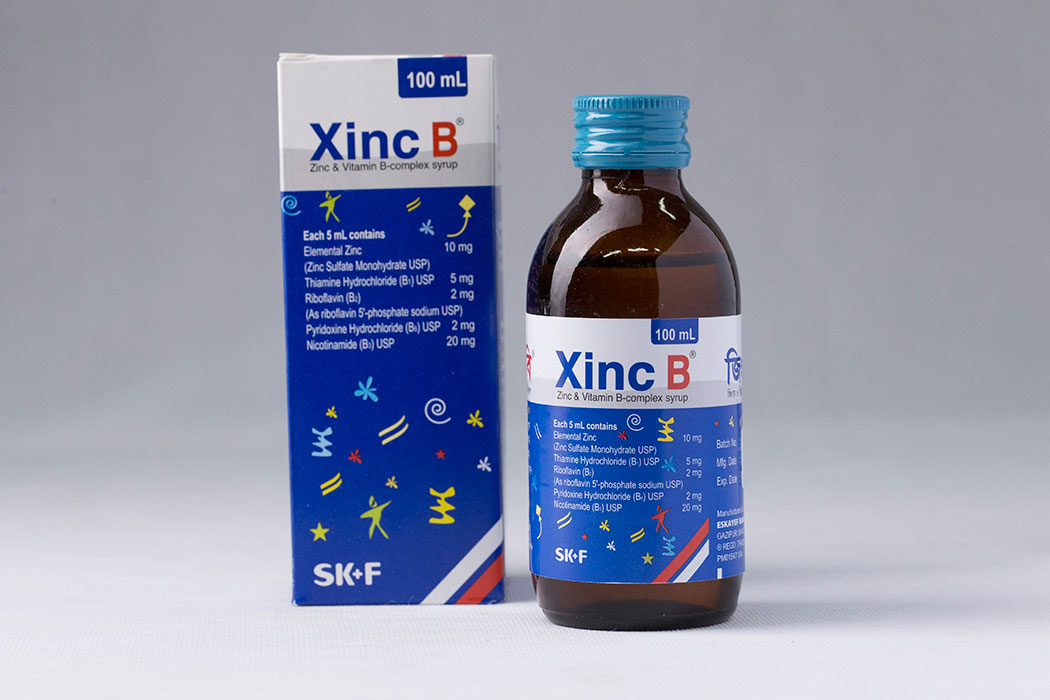 100 mL
Xinc B®
Zinc & Vitamin B-complex syrup
Each 5 mL contains
Elemental Zinc 10 mg
(Zinc Sulfate Monohydrate USP)
Thiamine Hydrochloride (B₁) USP 5 mg
Riboflavin (B₂) 2 mg
(As riboflavin 5'-phosphate sodium USP)
Pyridoxine Hydrochloride (B₆) USP 2 mg
Nicotinamide (B₃) USP 20 mg
SK+F
100 mL
Xinc B®
Zinc & Vitamin B-complex syrup
Each 5 mL contains
Elemental Zinc 10 mg
(Zinc Sulfate Monohydrate USP)
Thiamine Hydrochloride (B₁) USP 5 mg
Riboflavin (B₂) 2 mg
(As riboflavin 5'-phosphate sodium USP)
Pyridoxine Hydrochloride (B₆) USP 2 mg
Nicotinamide (B₃) USP 20 mg
SK+F
Batch No.
Mfg. Date
Exp. Date
Manufactured
ESKAYEF
GAZIPUR,
® REGD.